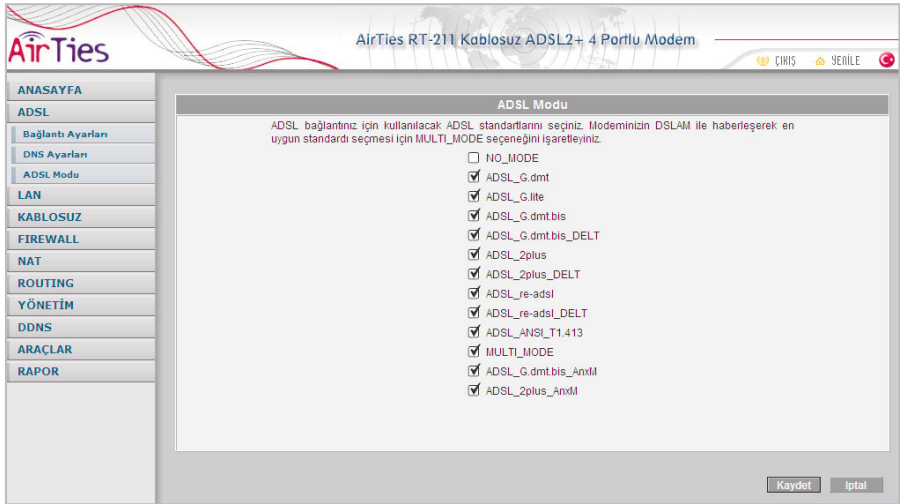 AirTies
AirTies RT-211 Kablosuz ADSL2+ 4 Portlu Modem
ÇIKIŞ
YENİLE
ANASAYFA
ADSL
Bağlantı Ayarları
DNS Ayarları
ADSL Modu
LAN
KABLOSUZ
FIREWALL
NAT
ROUTING
YÖNETİM
DDNS
ARAÇLAR
RAPOR
ADSL Modu
ADSL bağlantınız için kullanılacak ADSL standartlarını seçiniz. Modeminizin DSLAM ile haberleşerek en
uygun standardı seçmesi için MULTI_MODE seçeneğini işaretleyiniz.
NO_MODE
ADSL_G.dmt
ADSL_G.lite
ADSL_G.dmt.bis
ADSL_G.dmt.bis_DELT
ADSL_2plus
ADSL_2plus_DELT
ADSL_re-adsl
ADSL_re-adsl_DELT
ADSL_ANSI_T1.413
MULTI_MODE
ADSL_G.dmt.bis_AnxM
ADSL_2plus_AnxM
Kaydet
Iptal